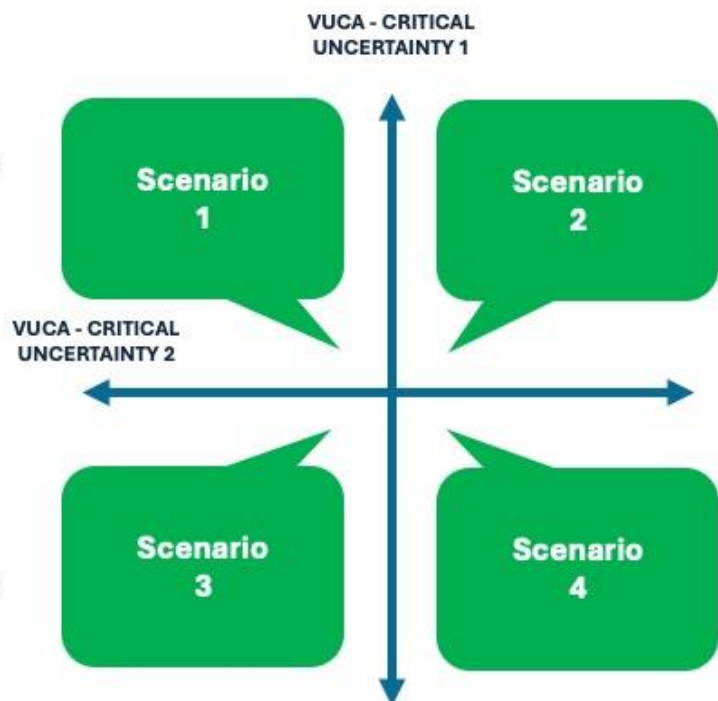 VUCA - CRITICAL
UNCERTAINTY 1
Scenario
1
Scenario
2
VUCA - CRITICAL
UNCERTAINTY 2
Scenario
3
Scenario
4